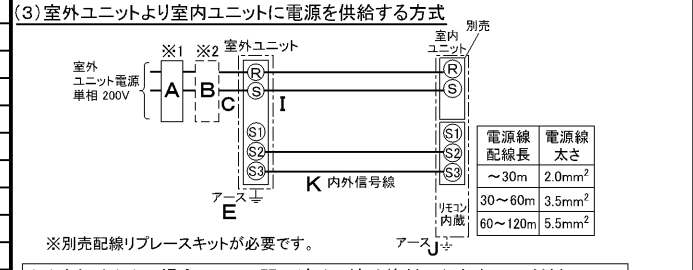 (3)室外ユニットより室内ユニットに電源を供給する方式
※1 ※2 室外ユニット
室内ユニット
別売
室外
ユニット電源
単相 200V
A B C I
R
S
R
S
S1
S2
S3
S1
S2
S3
K 内外信号線
アース
E
リモコン
内蔵
アース J
電源線配線長 電源線太さ
～30m 2.0mm²
30～60m 3.5mm²
60～120m 5.5mm²
※別売配線リプレースキットが必要です。